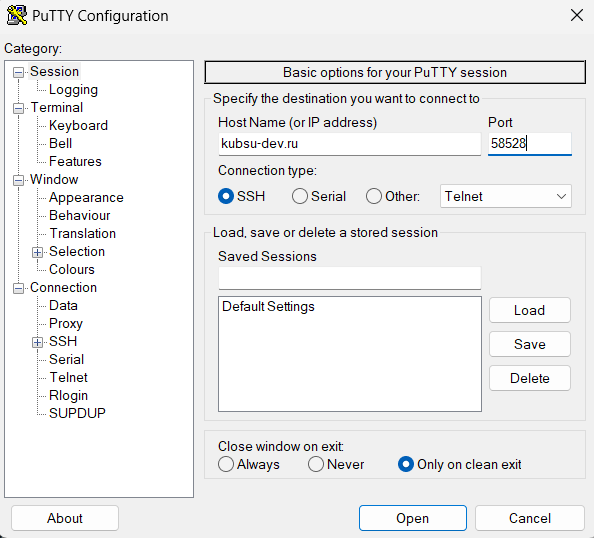 PuTTY Configuration
Category:
Session
Logging
Terminal
Keyboard
Bell
Features
Window
Appearance
Behaviour
Translation
Selection
Colours
Connection
Data
Proxy
SSH
Serial
Telnet
Rlogin
SUPDUP
Basic options for your PuTTY session
Specify the destination you want to connect to
Host Name (or IP address) Port
kubsu-dev.ru 58528
Connection type:
SSH Serial Other: Telnet
Load, save or delete a stored session
Saved Sessions
Default Settings
Load
Save
Delete
Close window on exit:
Always Never Only on clean exit
About Open Cancel